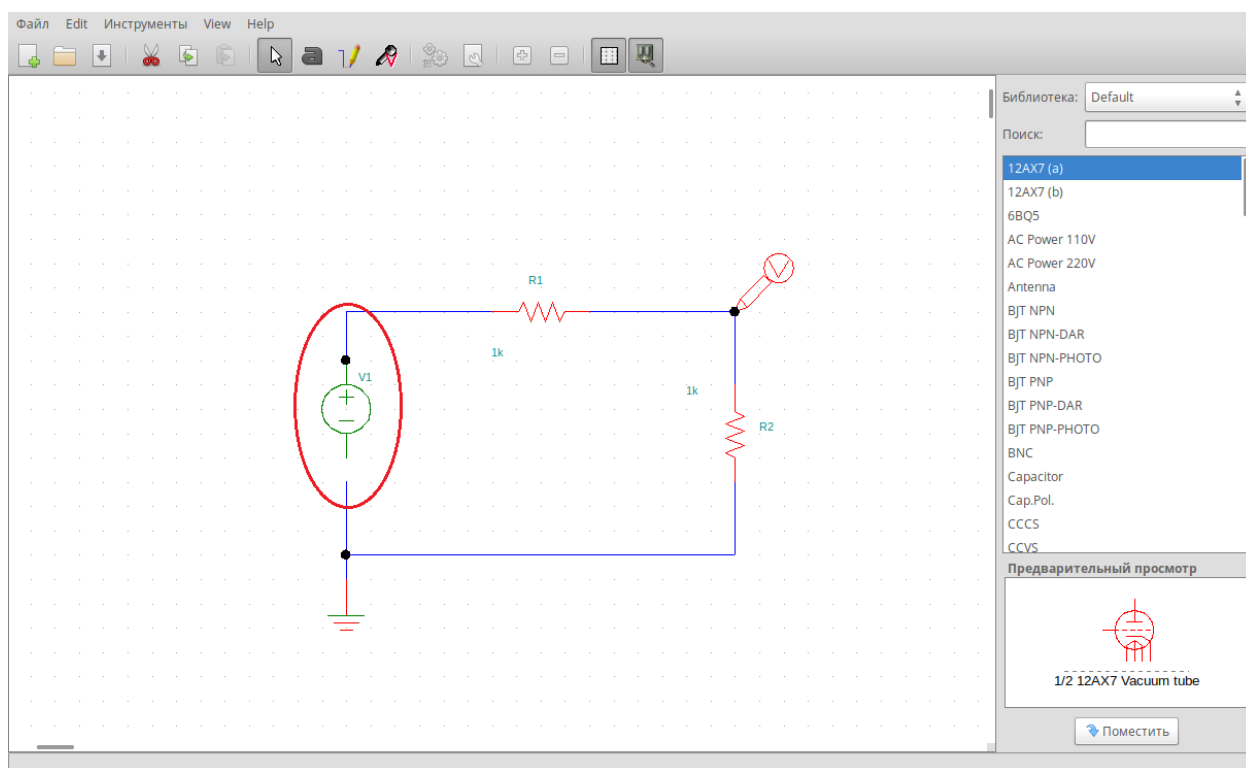 Файл Edit Инструменты View Help
Библиотека: Default
Поиск:
12AX7 (a)
12AX7 (b)
6BQ5
AC Power 110V
AC Power 220V
Antenna
BJT NPN
BJT NPN-DAR
BJT NPN-PHOTO
BJT PNP
BJT PNP-DAR
BJT PNP-PHOTO
BNC
Capacitor
Cap.Pol.
CCCS
CCVS
R1
1k
V1
1k
R2
Предварительный просмотр
1/2 12AX7 Vacuum tube
Поместить